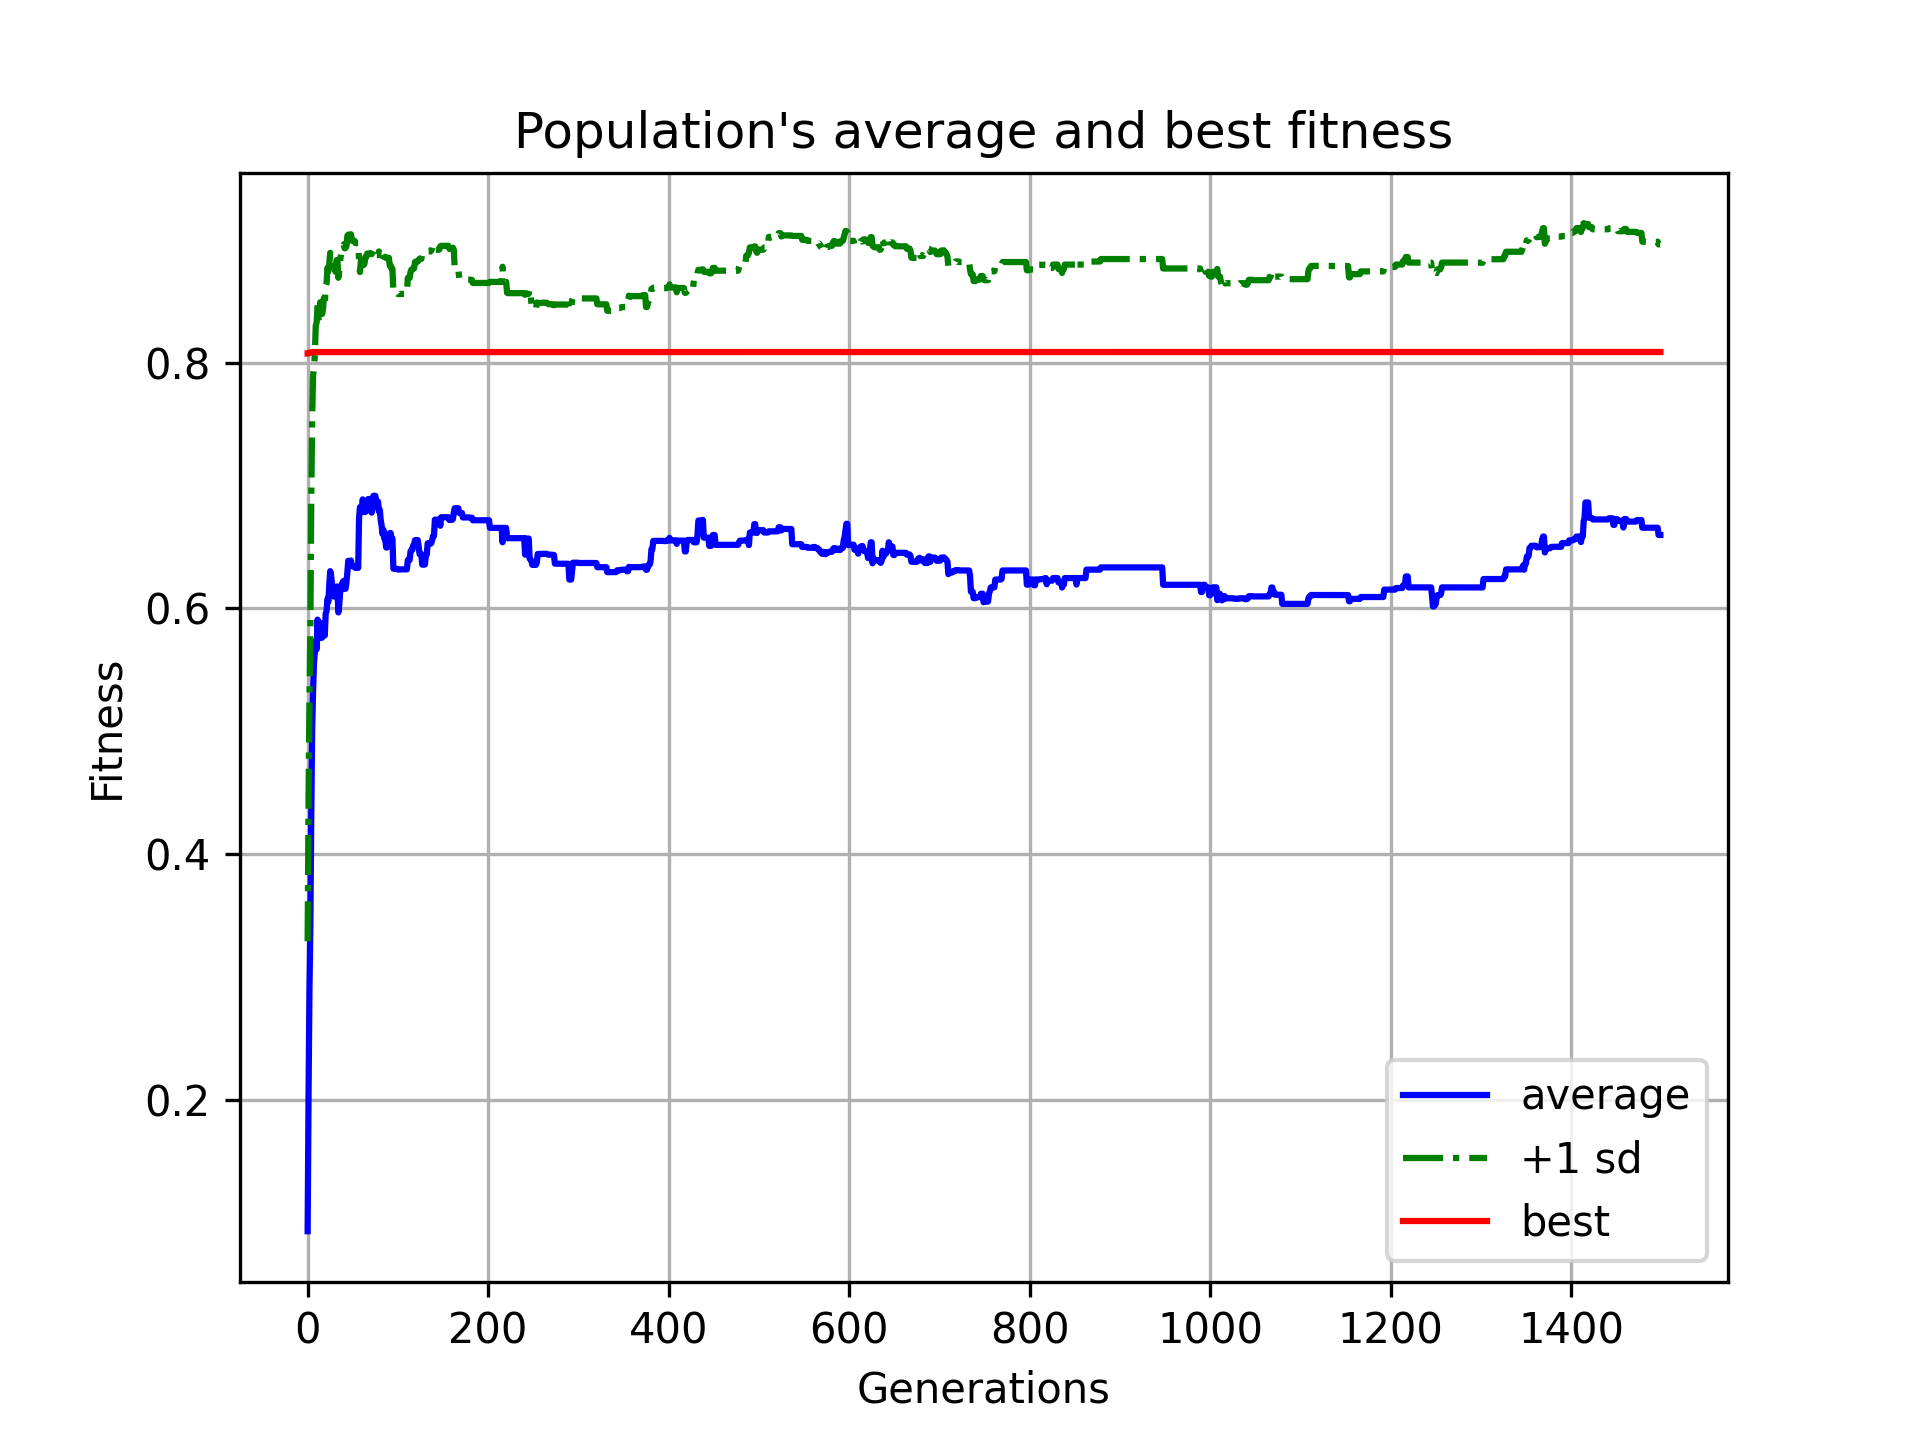 Population's average and best fitness
Fitness
0.8
0.6
0.4
0.2
0 200 400 600 800 1000 1200 1400
Generations
average
+1 sd
best